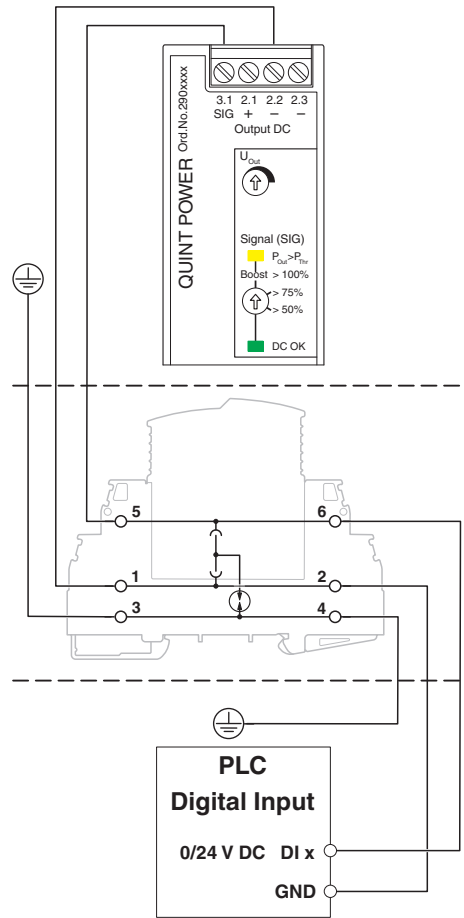 QUINT POWER Ord.No.290xxxx
3.1 2.1 2.2 2.3
SIG + − −
Output DC
UOut
Signal (SIG)
POut>PThr
Boost > 100%
> 75%
> 50%
DC OK
5 6
1 2
3 4
PLC
Digital Input
0/24 V DC DI x
GND